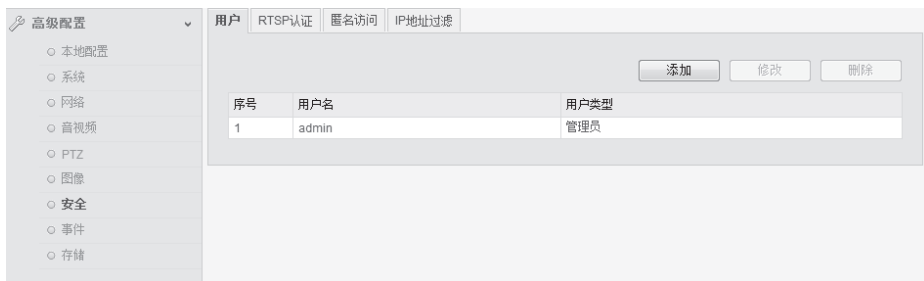 高级配置
本地配置
系统
网络
音视频
PTZ
图像
安全
事件
存储
用户 RTSP认证 匿名访问 IP地址过滤
添加 修改 删除
序号 用户名 用户类型
1 admin 管理员